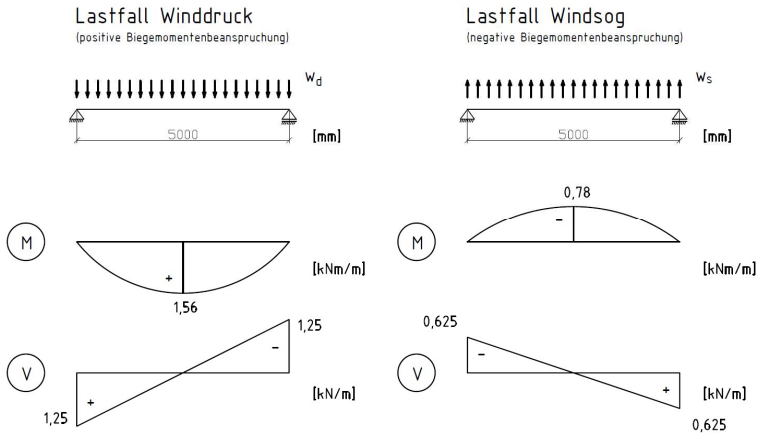 Lastfall Winddruck
(positive Biegemomentenbeanspruchung)
wd
5000
[mm]
M
+
[kNm/m]
1,56
1,25
V
-
+
[kN/m]
1,25
Lastfall Windsog
(negative Biegemomentenbeanspruchung)
ws
5000
[mm]
0,78
M
-
[kNm/m]
0,625
V
-
+
[kN/m]
0,625